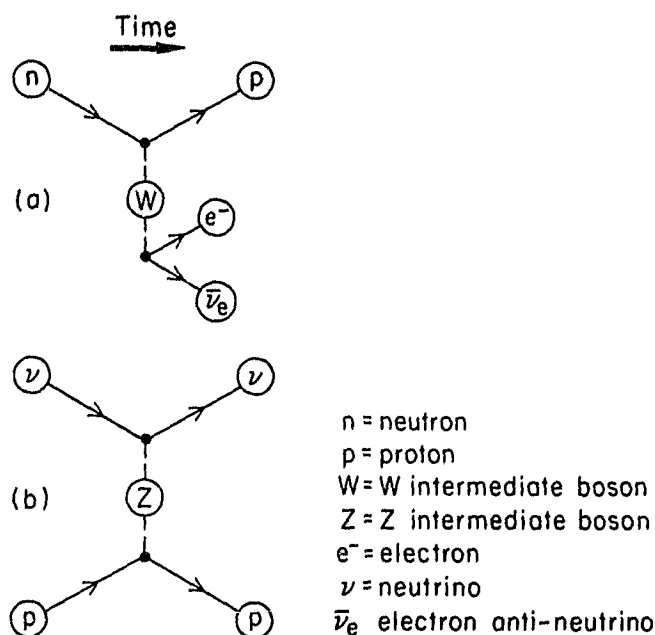 Time
n p
(a) W
e⁻
ν̄e
ν ν
(b) Z
p p
n = neutron
p = proton
W = W intermediate boson
Z = Z intermediate boson
e⁻ = electron
ν = neutrino
ν̄e electron anti-neutrino